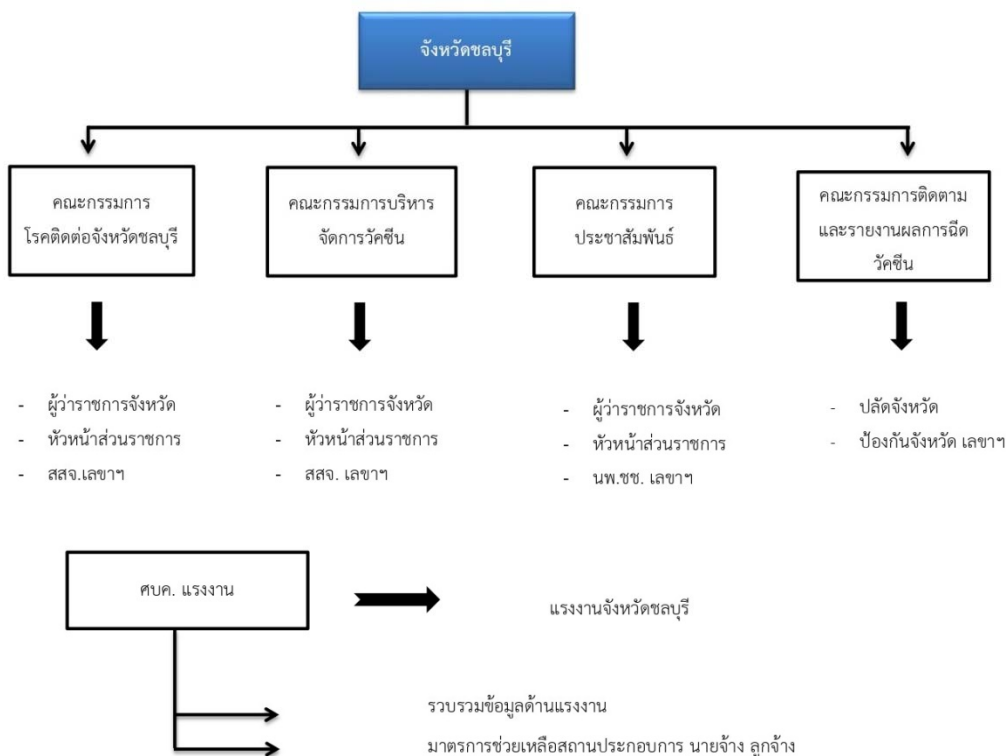 จังหวัดชลบุรี
คณะกรรมการ
โรคติดต่อจังหวัดชลบุรี
คณะกรรมการบริหาร
จัดการวัคซีน
คณะกรรมการ
ประชาสัมพันธ์
คณะกรรมการติดตาม
และรายงานผลการฉีด
วัคซีน
- ผู้ว่าราชการจังหวัด
- หัวหน้าส่วนราชการ
- สสจ.เลขาฯ
- ผู้ว่าราชการจังหวัด
- หัวหน้าส่วนราชการ
- สสจ. เลขาฯ
- ผู้ว่าราชการจังหวัด
- หัวหน้าส่วนราชการ
- นพ.ชช. เลขาฯ
- ปลัดจังหวัด
- ป้องกันจังหวัด เลขาฯ
ศบค. แรงงาน
แรงงานจังหวัดชลบุรี
รวบรวมข้อมูลด้านแรงงาน
มาตรการช่วยเหลือสถานประกอบการ นายจ้าง ลูกจ้าง